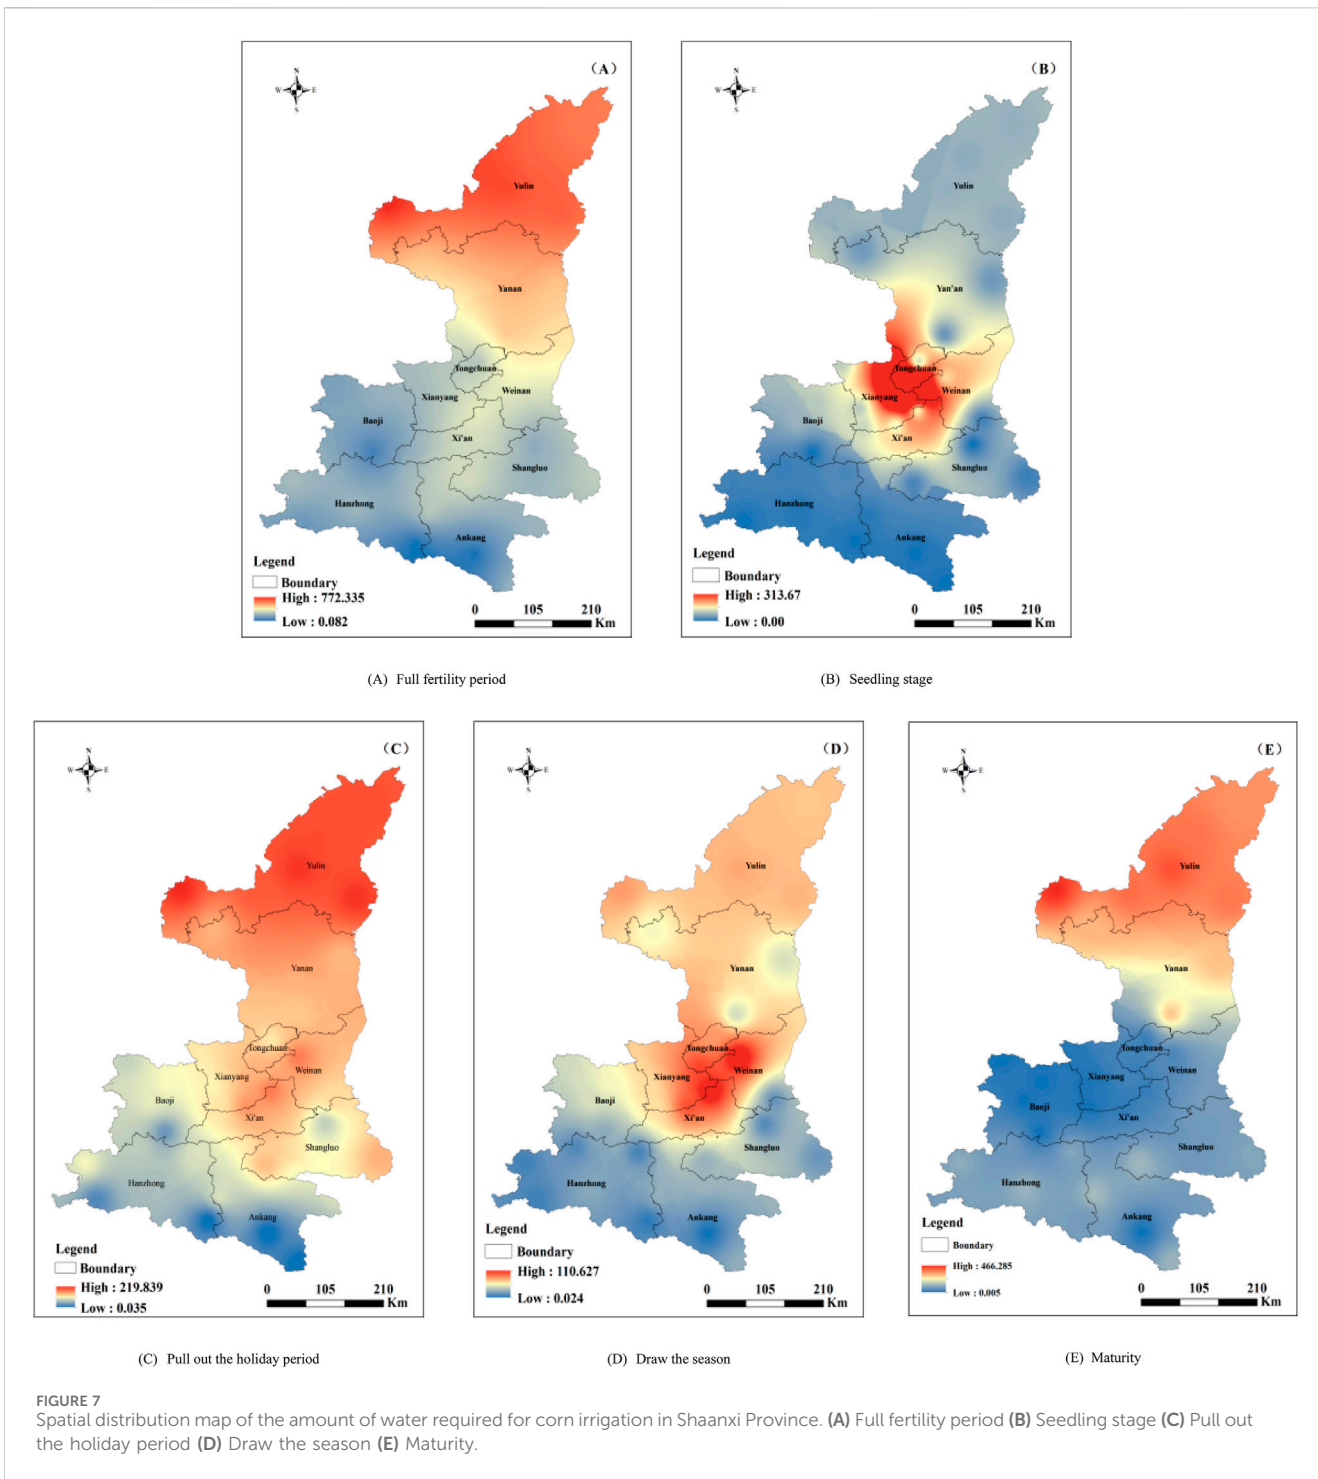 (A)
N
W E
S
Yulin
Yanan
Tongchuan
Xianyang
Weinan
Baoji
Xi'an
Shangluo
Hanzhong
Ankang
Legend
Boundary
High : 772.335
Low : 0.082
0 105 210
Km
(A) Full fertility period
(B)
N
W E
S
Yulin
Yan'an
Tongchuan
Xianyang
Weinan
Baoji
Xi'an
Shangluo
Hanzhong
Ankang
Legend
Boundary
High : 313.67
Low : 0.00
0 105 210
Km
(B) Seedling stage
(C)
N
W E
S
Yulin
Yanan
Tongchuan
Xianyang
Weinan
Baoji
Xi'an
Shangluo
Hanzhong
Ankang
Legend
Boundary
High : 219.839
Low : 0.035
0 105 210
Km
(C) Pull out the holiday period
(D)
N
W E
S
Yulin
Yanan
Tongchuan
Xianyang
Weinan
Baoji
Xi'an
Shangluo
Hanzhong
Ankang
Legend
Boundary
High : 110.627
Low : 0.024
0 105 210
Km
(D) Draw the season
(E)
N
W E
S
Yulin
Yanan
Tongchuan
Xianyang
Weinan
Baoji
Xi'an
Shangluo
Hanzhong
Ankang
Legend
Boundary
High : 466.285
Low : 0.005
0 105 210
Km
(E) Maturity
FIGURE 7
Spatial distribution map of the amount of water required for corn irrigation in Shaanxi Province. (A) Full fertility period (B) Seedling stage (C) Pull out
the holiday period (D) Draw the season (E) Maturity.